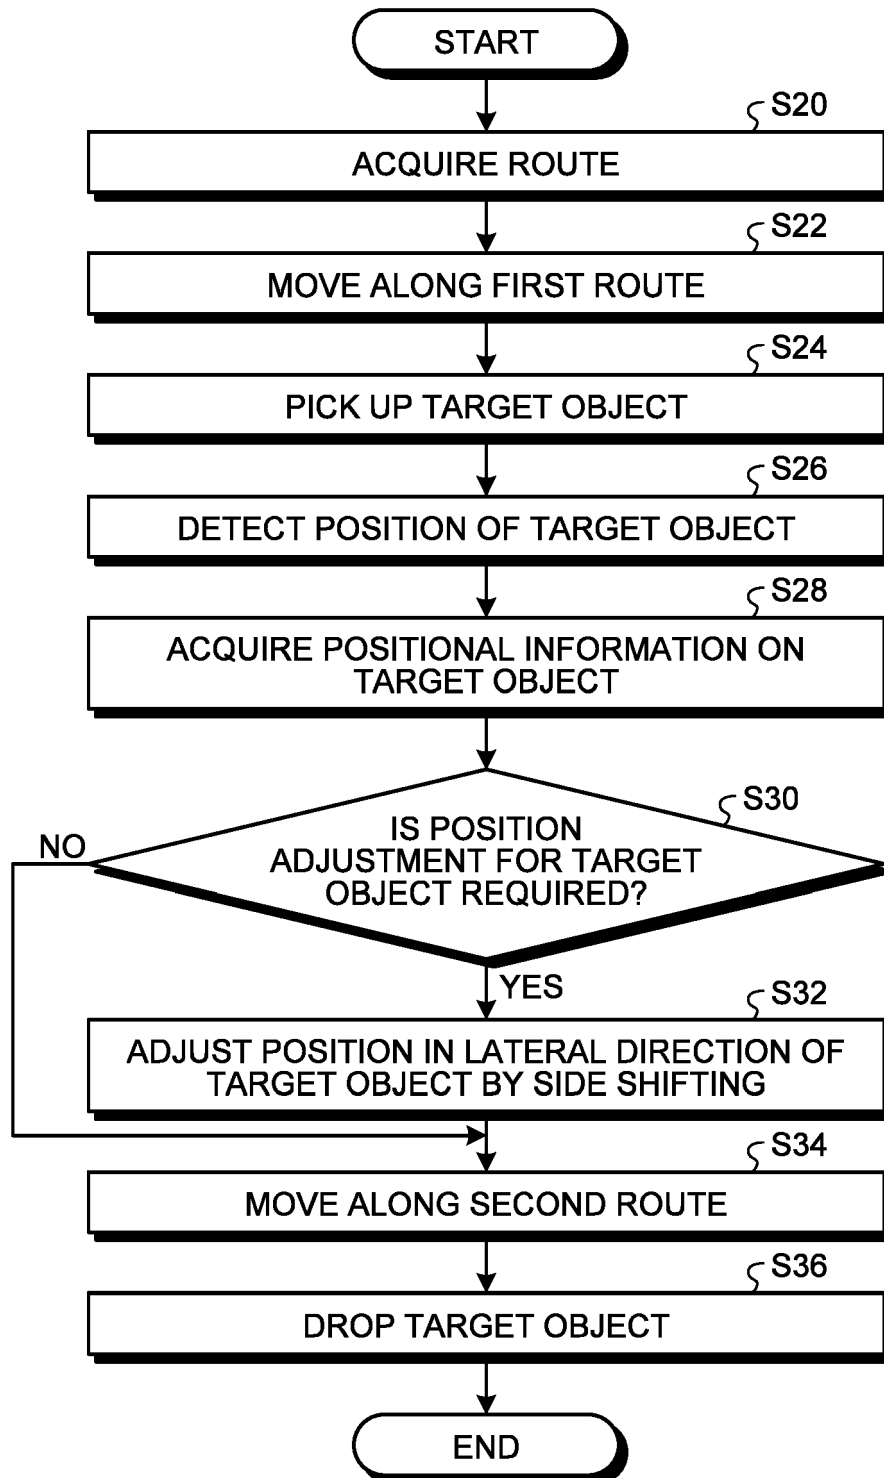 START
S20
ACQUIRE ROUTE
S22
MOVE ALONG FIRST ROUTE
S24
PICK UP TARGET OBJECT
S26
DETECT POSITION OF TARGET OBJECT
S28
ACQUIRE POSITIONAL INFORMATION ON
TARGET OBJECT
S30
IS POSITION
ADJUSTMENT FOR TARGET
OBJECT REQUIRED?
NO
YES
S32
ADJUST POSITION IN LATERAL DIRECTION OF
TARGET OBJECT BY SIDE SHIFTING
S34
MOVE ALONG SECOND ROUTE
S36
DROP TARGET OBJECT
END